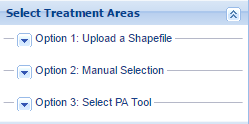 Select Treatment Areas
Option 1: Upload a Shapefile
Option 2: Manual Selection
Option 3: Select PA Tool